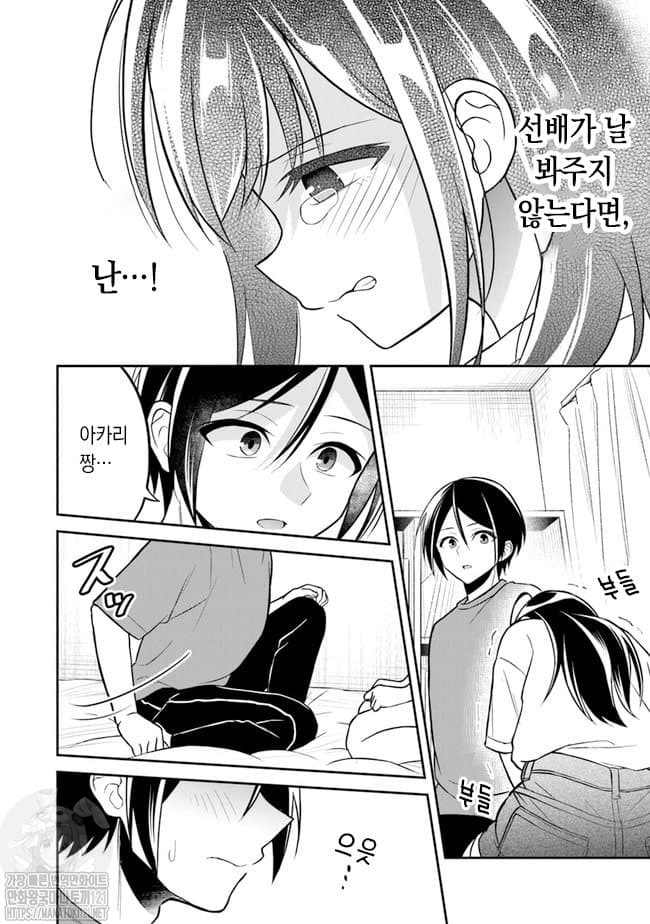 선배가 날
봐주지
않는다면,
난…!
부들
부들
아카리
짱…
スッ
으읏
…
가장 빠른 번역만화사이트
만화왕국마나토끼121
HTTPS://MANATOKI121.NET/